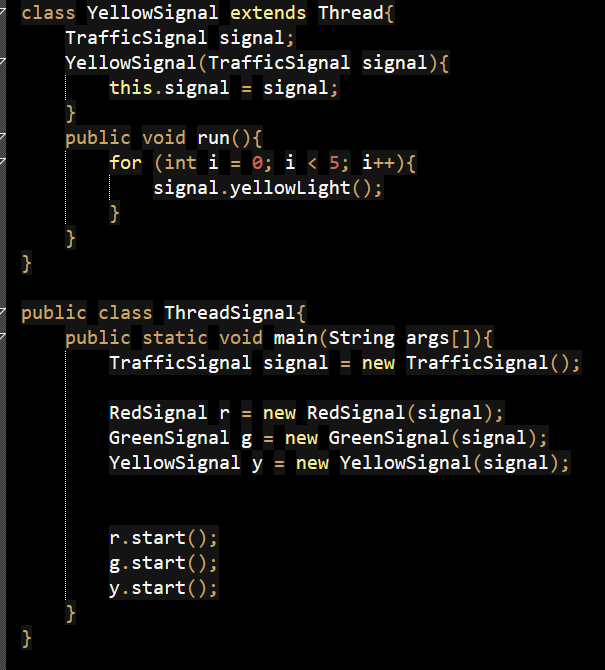 class YellowSignal extends Thread{
    TrafficSignal signal;
    YellowSignal(TrafficSignal signal){
        this.signal = signal;
    }
    public void run(){
        for (int i = 0; i < 5; i++){
            signal.yellowLight();
        }
    }
}

public class ThreadSignal{
    public static void main(String args[]){
        TrafficSignal signal = new TrafficSignal();

        RedSignal r = new RedSignal(signal);
        GreenSignal g = new GreenSignal(signal);
        YellowSignal y = new YellowSignal(signal);


        r.start();
        g.start();
        y.start();
    }
}